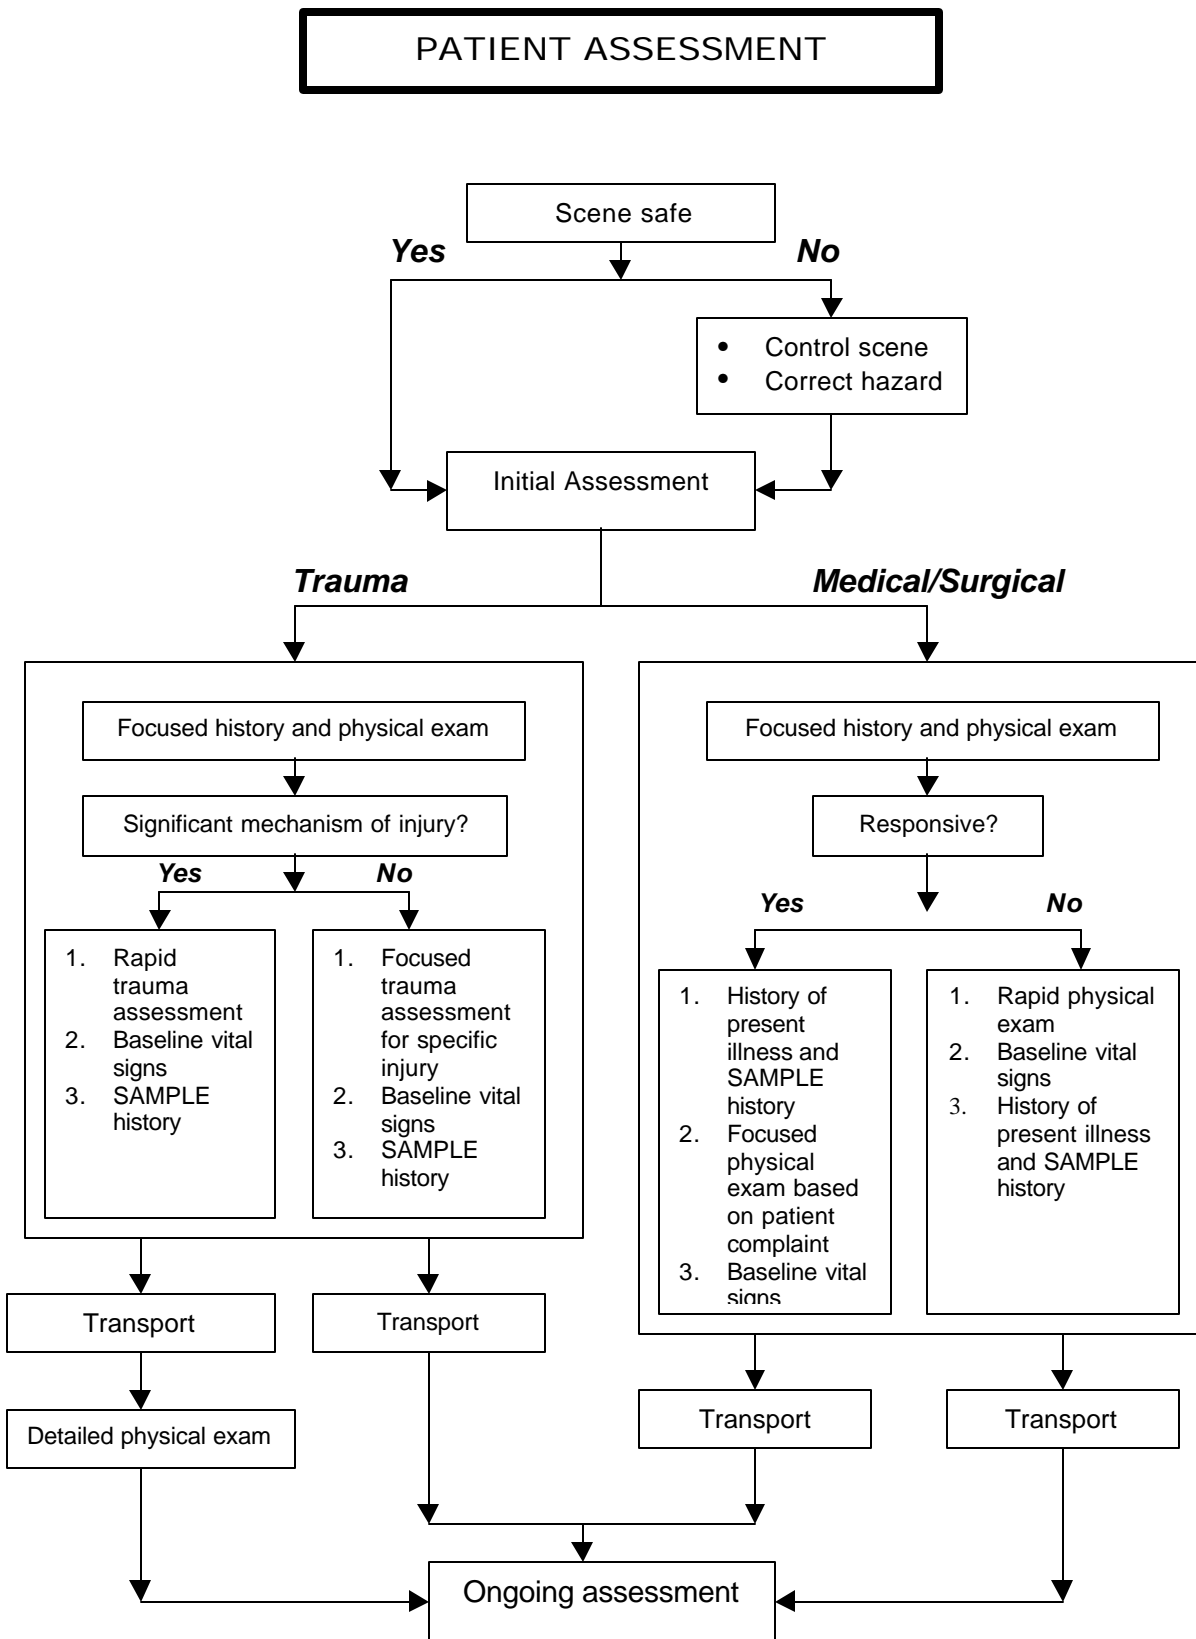 PATIENT ASSESSMENT
Scene safe
Yes
No
• Control scene
• Correct hazard
Initial Assessment
Trauma
Medical/Surgical
Focused history and physical exam
Significant mechanism of injury?
Yes
No
1. Rapid
trauma
assessment
2. Baseline vital
signs
3. SAMPLE
history
1. Focused
trauma
assessment
for specific
injury
2. Baseline vital
signs
3. SAMPLE
history
Transport
Detailed physical exam
Transport
Focused history and physical exam
Responsive?
Yes
No
1. History of
present
illness and
SAMPLE
history
2. Focused
physical
exam based
on patient
complaint
3. Baseline vital
signs
1. Rapid physical
exam
2. Baseline vital
signs
3. History of
present illness
and SAMPLE
history
Transport
Transport
Ongoing assessment